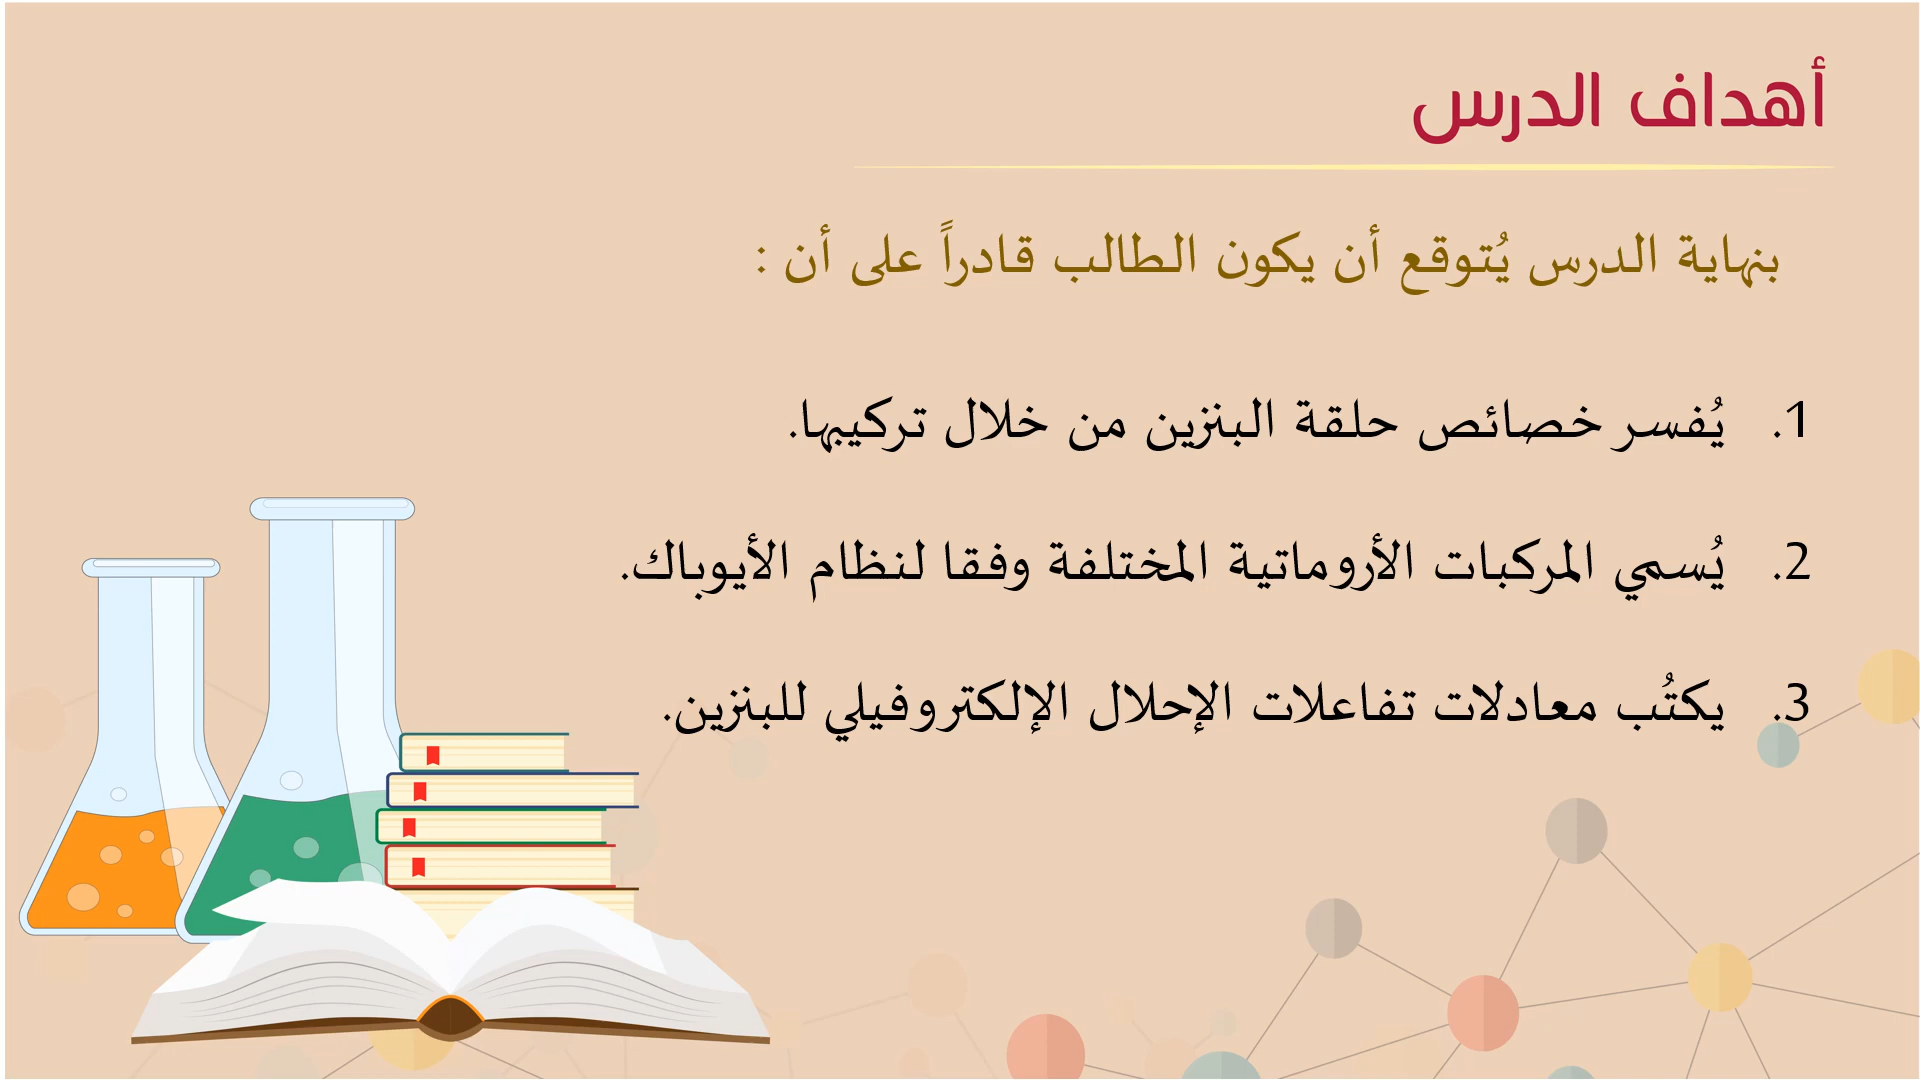 أهداف الدرس
بنهاية الدرس يُتوقع أن يكون الطالب قادراً على أن :
1. يُفسر خصائص حلقة البنزين من خلال تركيبها.
2. يُسمي المركبات الأروماتية المختلفة وفقا لنظام الأيوباك.
3. يكتُب معادلات تفاعلات الإحلال الإلكتروفيلي للبنزين.